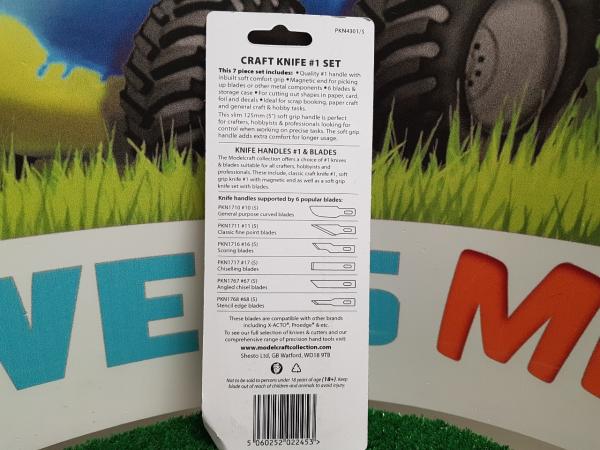 PKN4301/S
CRAFT KNIFE #1 SET
This 7 piece set includes: • Quality #1 handle with
inbuilt soft comfort grip • Magnetic end for picking
up blades or other metal components • 6 blades &
storage case • For cutting out shapes in paper, card,
foil and decals • Ideal for scrap booking, paper craft
and general craft & hobby tasks.
This slim 125mm (5") soft grip handle is perfect
for crafters, hobbyists & professionals looking for
control when working on precise tasks. The soft grip
handle adds extra comfort for longer usage.
KNIFE HANDLES #1 & BLADES
The Modelcraft collection offers a choice of #1 knives
& blades suitable for all crafters, hobbyists and
professionals. These include, classic craft knife #1, soft
grip knife #1 with magnetic end as well as a soft grip
knife set with blades.
Knife handles supported by 6 popular blades:
PKN1710 #10 (5)
General purpose curved blades
PKN1711 #11 (5)
Classic fine point blades
PKN1716 #16 (5)
Scoring blades
PKN1717 #17 (5)
Chiselling blades
PKN1767 #67 (5)
Angled chisel blades
PKN1768 #68 (5)
Stencil edge blades
These blades are compatible with other brands
including X-ACTO®, Proedge® & etc.
To see our full selection of knives & cutters and our
comprehensive range of precision hand tools visit:
www.modelcraftcollection.com
Shesto Ltd, GB Watford, WD18 9TB
Not to be sold to persons under 18 years of age (18+). Keep
blade out of reach of children and animals to avoid injury.
5 060252 022453 >
WE S M